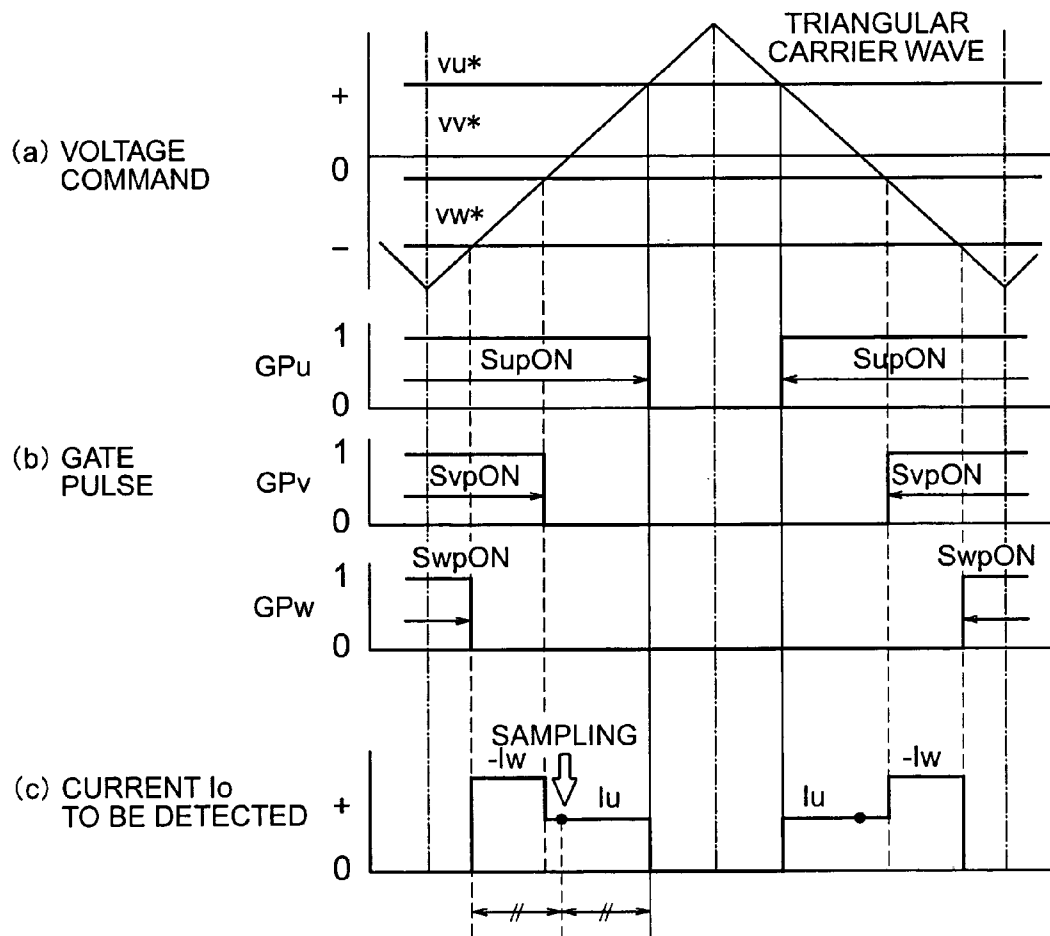 TRIANGULAR
CARRIER WAVE
vu*
+
vv*
(a) VOLTAGE
COMMAND
0
vw*
−
1
GPu
SupON
SupON
0
(b) GATE
PULSE
1
GPv
SvpON
SvpON
0
SwpON
SwpON
1
GPw
0
SAMPLING
-Iw
-Iw
(c) CURRENT Io
TO BE DETECTED
+
Iu
Iu
0